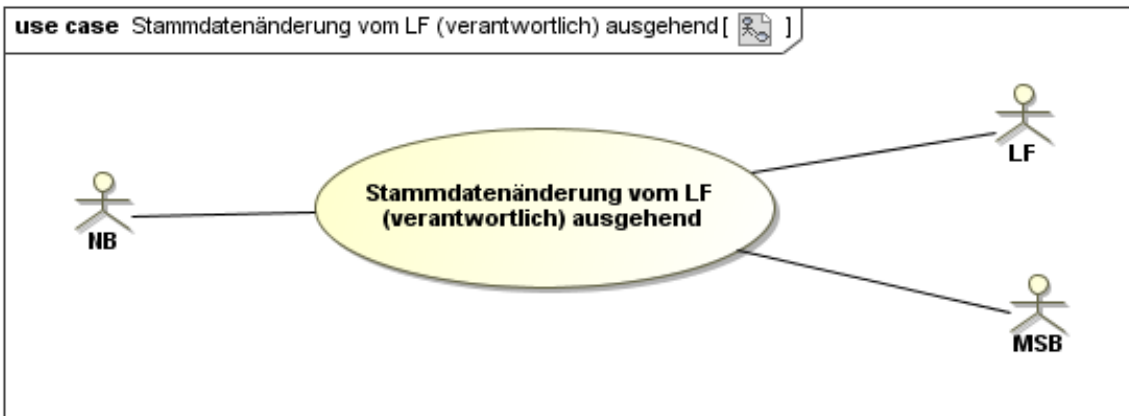 use case Stammdatenänderung vom LF (verantwortlich) ausgehend [ ]
LF
Stammdatenänderung vom LF
(verantwortlich) ausgehend
NB
MSB